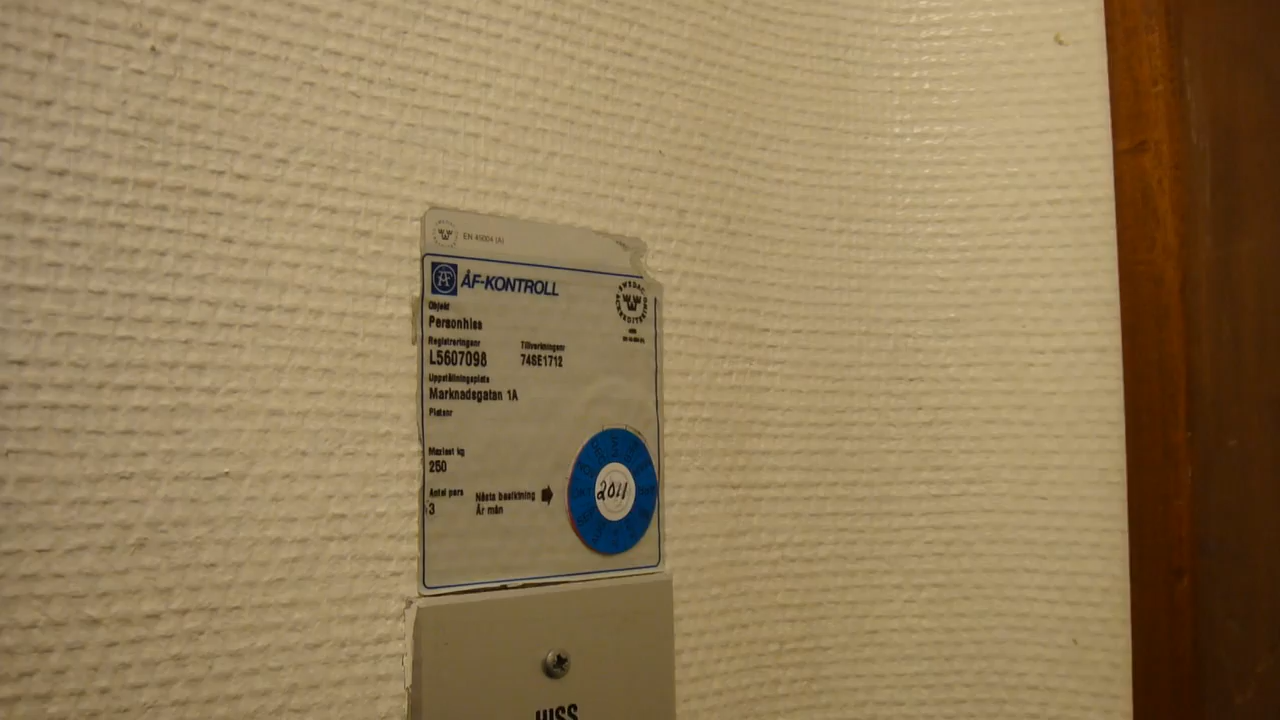 EN 45004 (A)
ÅF-KONTROLL
Objekt
Personhiss
Registreringsnr Tillverkningsnr
L5607098 74SE1712
Uppställningsplats
Marknadsgatan 1A
Platsnr
Maxlast kg
250
Antal pers Nästa besiktning
3 År mån
2011
HISS